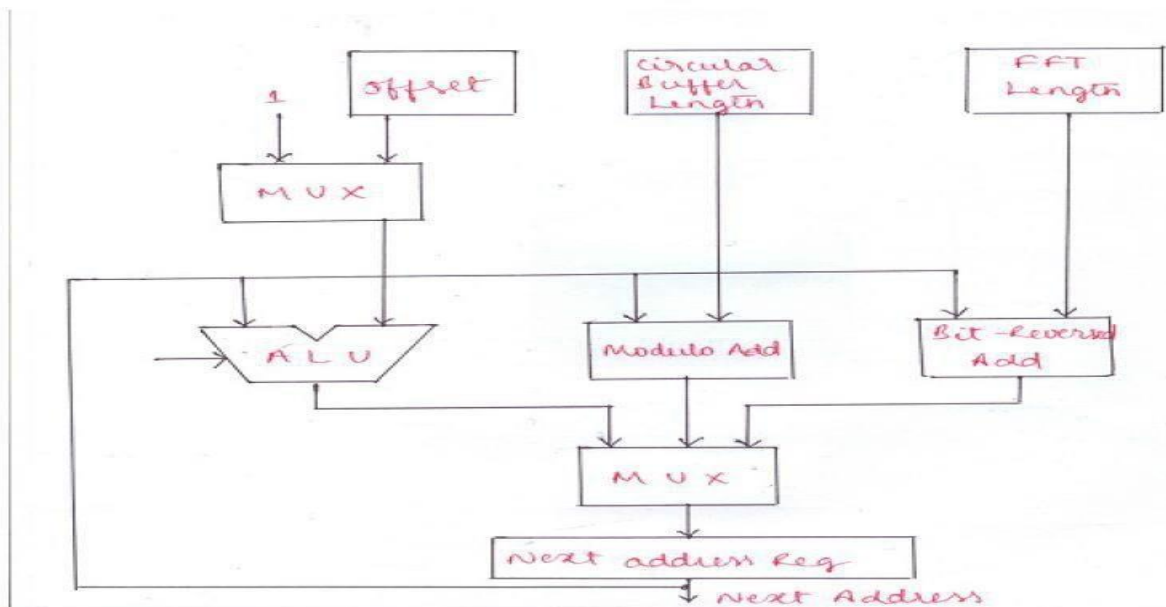 1
Offset
Circular
Buffer
Length
FFT
Length
MUX
ALU
Modulo Add
Bit-Reversed
Add
MUX
Next address Reg
Next Address